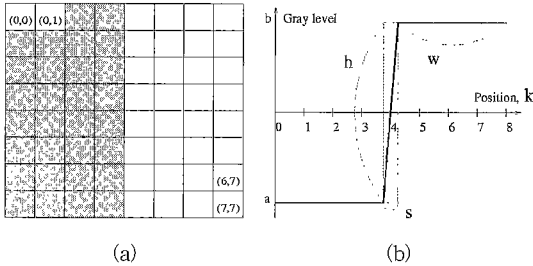 (0,0) (0,1)
(6,7)
(7,7)
(a)
b Gray level
h
w
Position, k
0 1 2 3 4 5 6 7 8
a
s
(b)